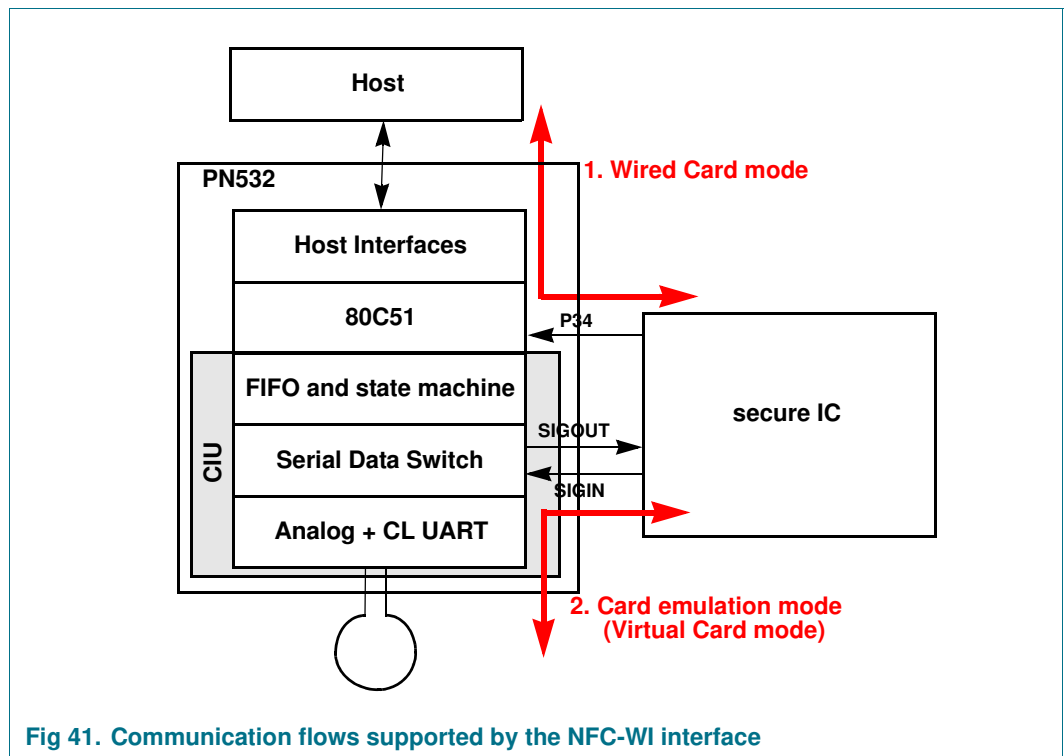 Host
1. Wired Card mode
PN532
Host Interfaces
80C51
P34
FIFO and state machine
secure IC
SIGOUT
CIU
Serial Data Switch
SIGIN
Analog + CL UART
2. Card emulation mode
(Virtual Card mode)
Fig 41. Communication flows supported by the NFC-WI interface